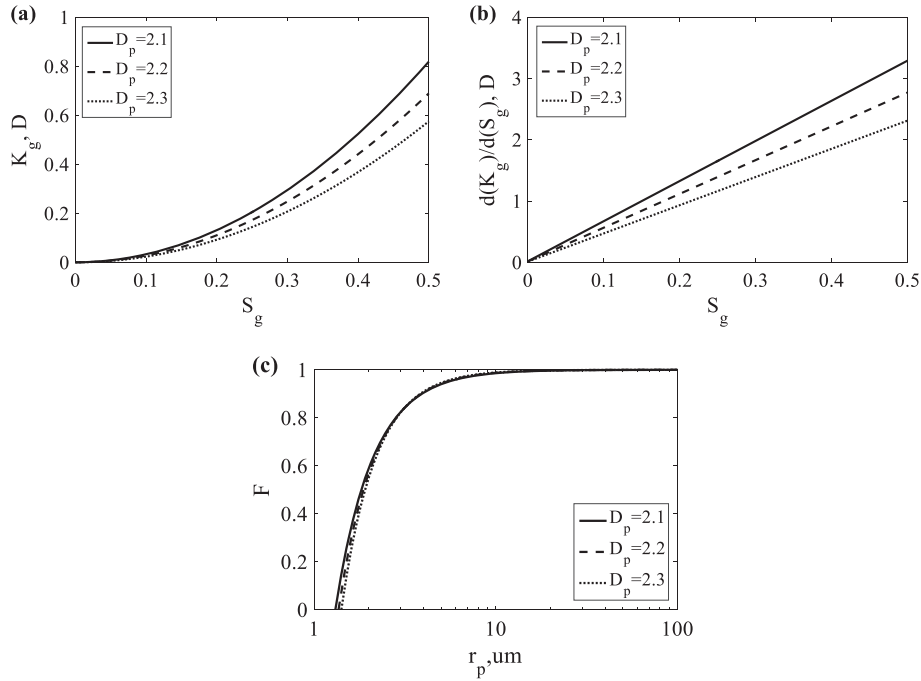 (a)
1
0.8
0.6
0.4
0.2
0
K_g, D
D_p=2.1
D_p=2.2
D_p=2.3
0 0.1 0.2 0.3 0.4 0.5
S_g
(b)
4
3
2
1
0
d(K_g)/d(S_g), D
D_p=2.1
D_p=2.2
D_p=2.3
0 0.1 0.2 0.3 0.4 0.5
S_g
(c)
1
0.8
0.6
0.4
0.2
0
F
D_p=2.1
D_p=2.2
D_p=2.3
1 10 100
r_p,um